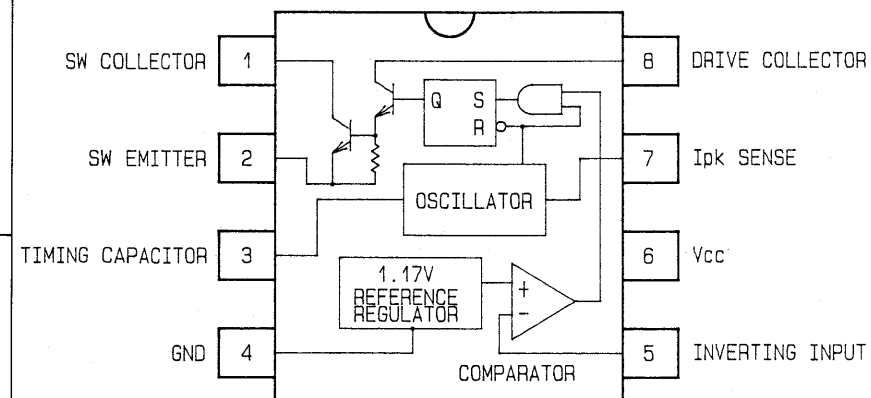 SW COLLECTOR 1 8 DRIVE COLLECTOR
Q S
R
SW EMITTER 2 7 Ipk SENSE
OSCILLATOR
TIMING CAPACITOR 3 6 Vcc
1.17V
REFERENCE
REGULATOR
+
-
GND 4 5 INVERTING INPUT
COMPARATOR